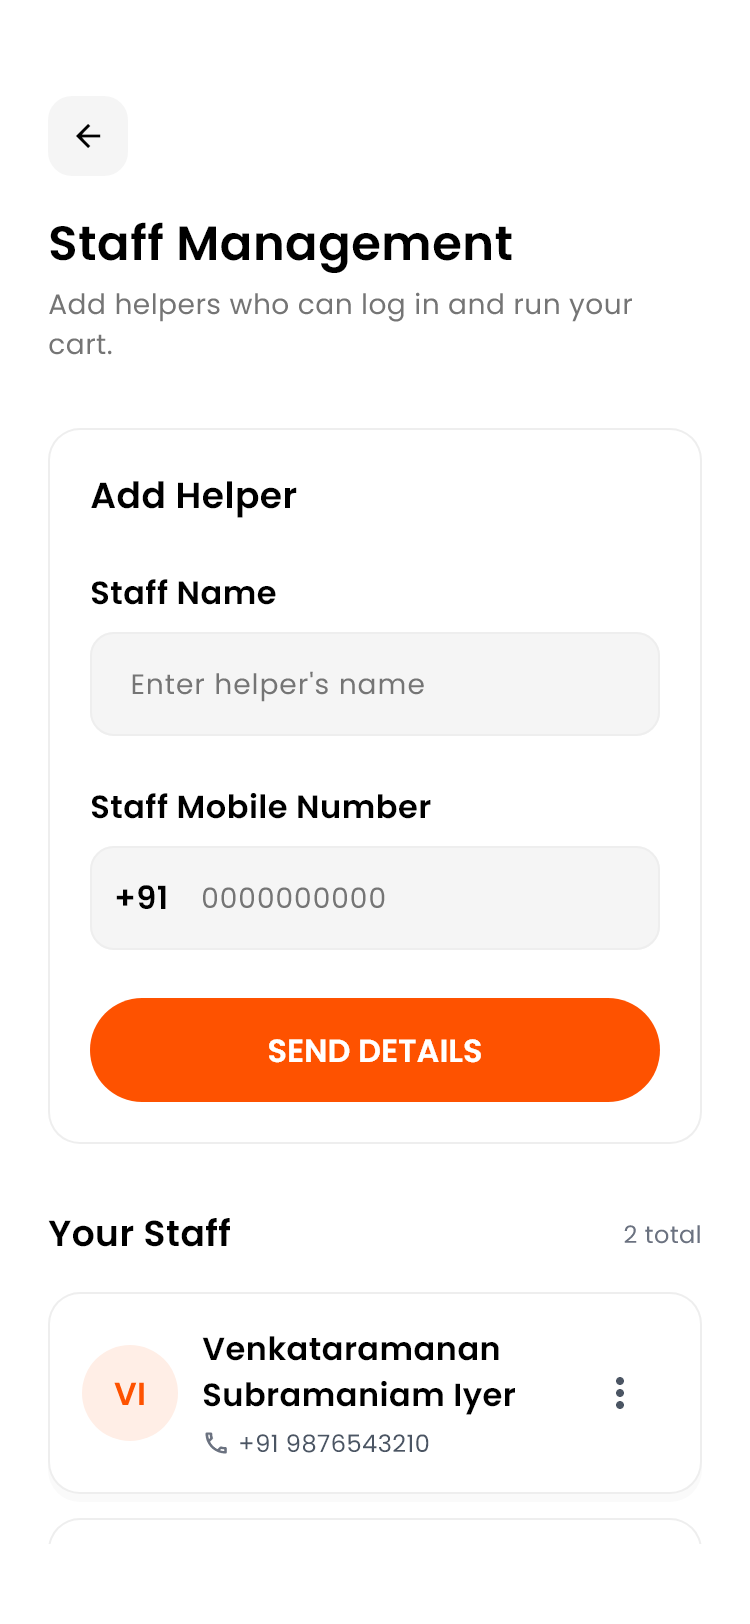 Staff Management
Add helpers who can log in and run your
cart.
Add Helper
Staff Name
Enter helper's name
Staff Mobile Number
+91 0000000000
SEND DETAILS
Your Staff
2 total
VI
Venkataramanan
Subramaniam Iyer
+91 9876543210